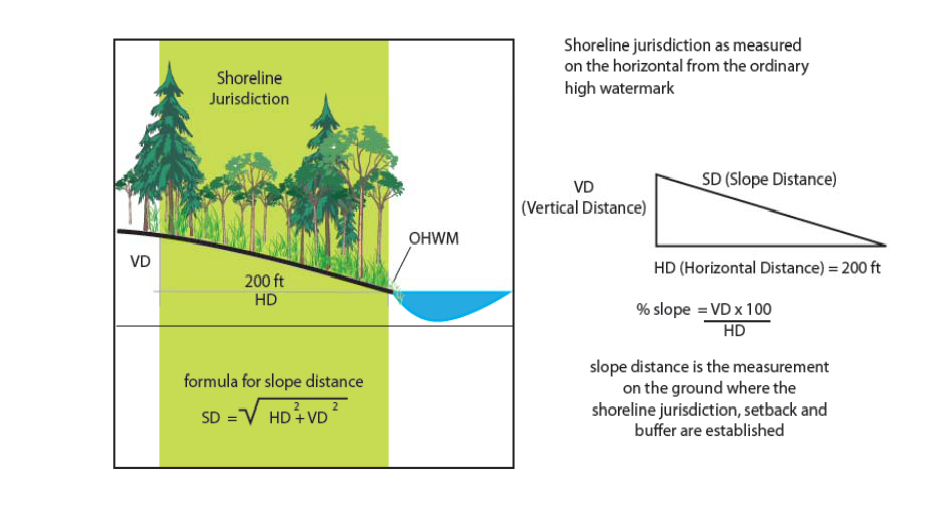 Shoreline
Jurisdiction
OHWM
VD
200 ft
HD
formula for slope distance
SD = √ HD² + VD²
Shoreline jurisdiction as measured
on the horizontal from the ordinary
high watermark
VD
(Vertical Distance)
SD (Slope Distance)
HD (Horizontal Distance) = 200 ft
% slope = VD x 100
HD
slope distance is the measurement
on the ground where the
shoreline jurisdiction, setback and
buffer are established